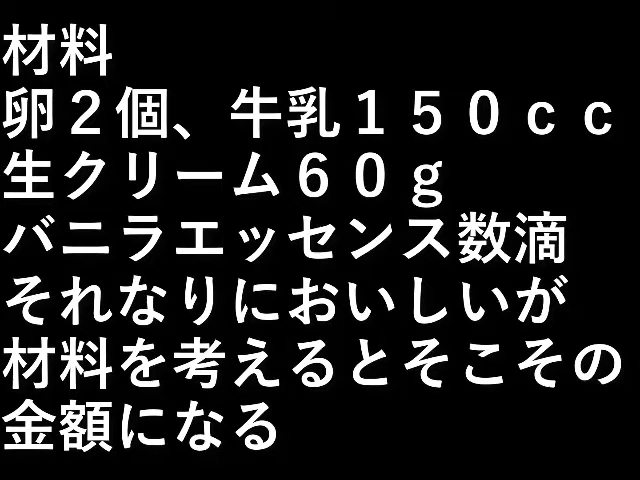 材料
卵２個、牛乳１５０ｃｃ
生クリーム６０ｇ
バニラエッセンス数滴
それなりにおいしいが
材料を考えるとそこその
金額になる